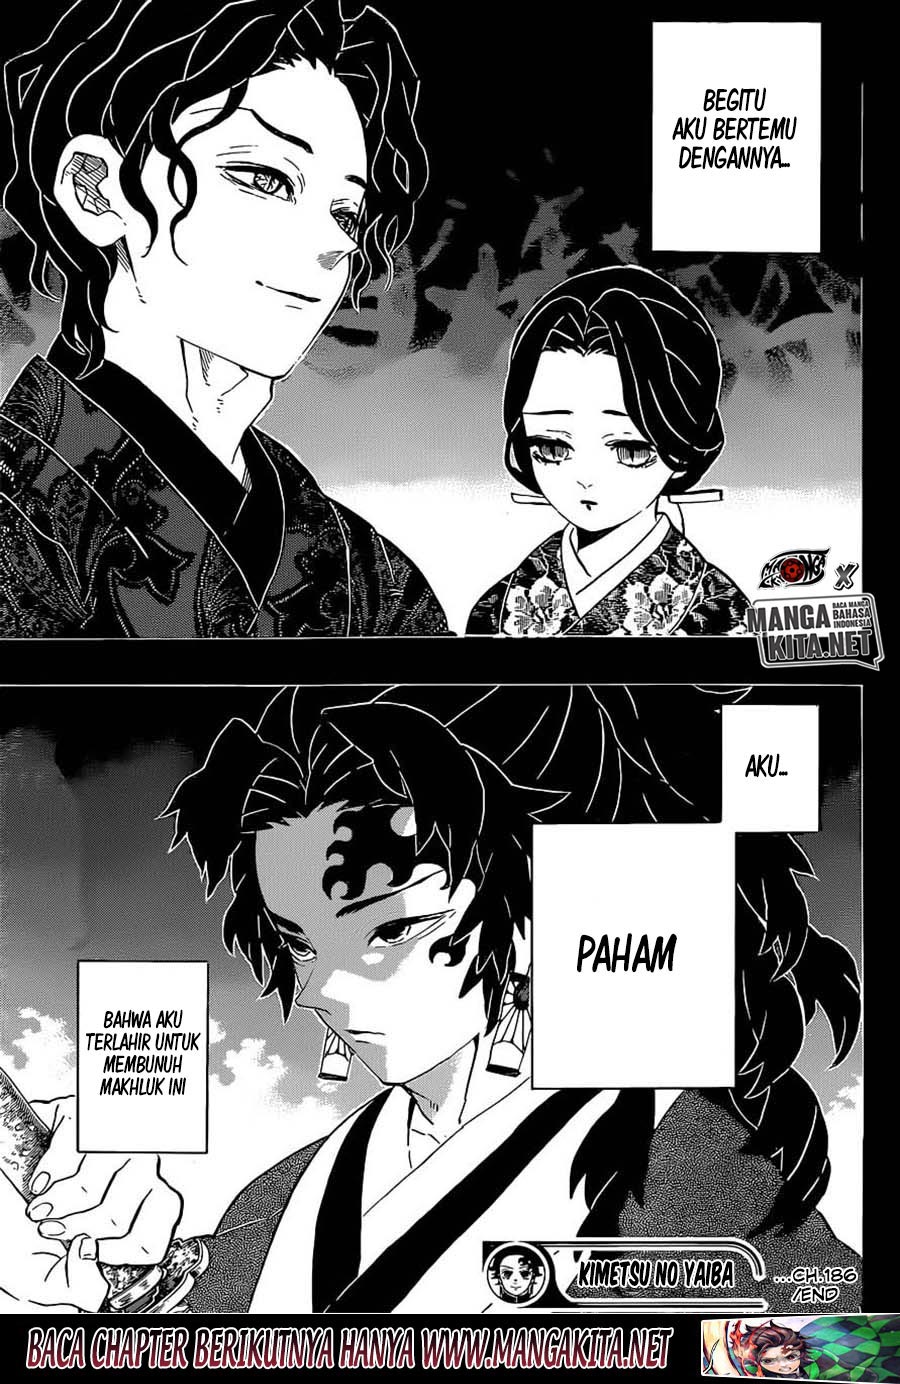 BEGITU
AKU BERTEMU
DENGANNYA...
MANGA
BACA MANGA
BAHASA
INDONESIA
KITA.NET
X
AKU...
PAHAM
BAHWA AKU
TERLAHIR UNTUK
MEMBUNUH
MAKHLUK INI
KIMETSU NO YAIBA
...CH.186
/END
BACA CHAPTER BERIKUTNYA HANYA WWW.MANGAKITA.NET